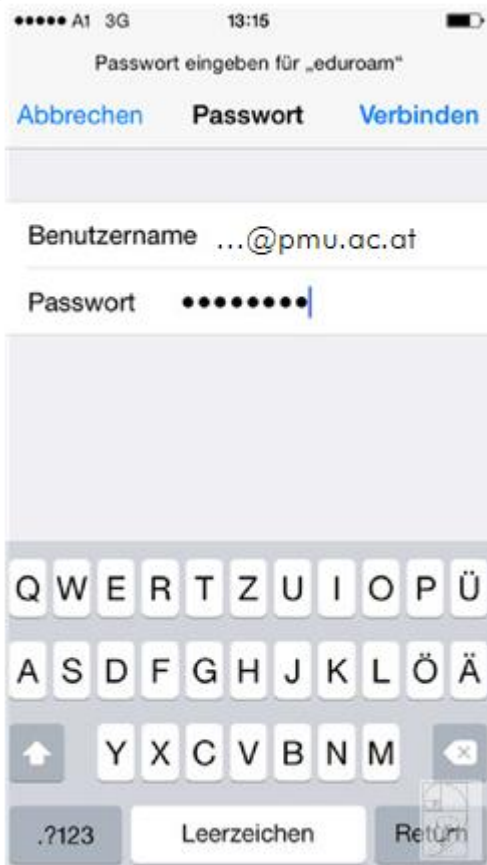 ●●●●● A1 3G 13:15
Passwort eingeben für „eduroam“
Abbrechen Passwort Verbinden
Benutzername ...@pmu.ac.at
Passwort ●●●●●●●●
Q W E R T Z U I O P Ü
A S D F G H J K L Ö Ä
Y X C V B N M
.?123 Leerzeichen Return